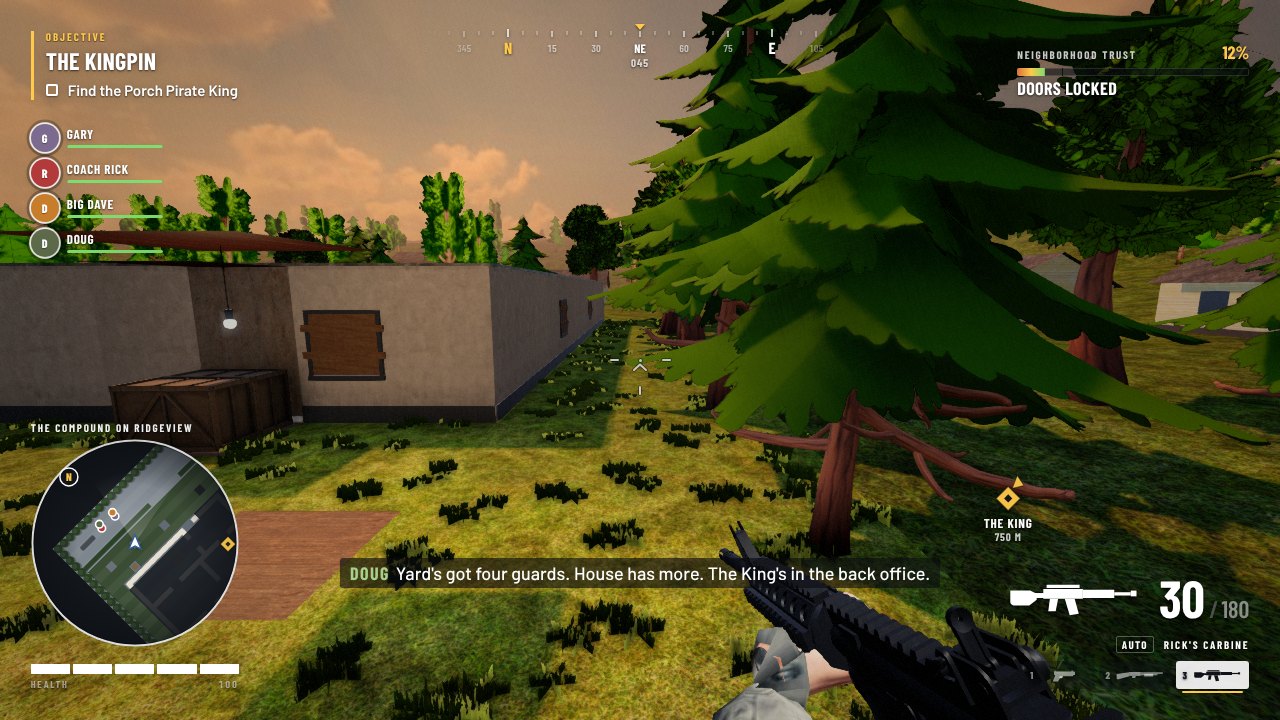 OBJECTIVE
THE KINGPIN
Find the Porch Pirate King
345 N 15 30 NE 60 75 E 105
045
NEIGHBORHOOD TRUST 12%
DOORS LOCKED
G GARY
R COACH RICK
D BIG DAVE
D DOUG
THE COMPOUND ON RIDGEVIEW
N
THE KING
750 M
DOUG Yard's got four guards. House has more. The King's in the back office.
30 / 180
AUTO RICK'S CARBINE
1 2 3
HEALTH 100